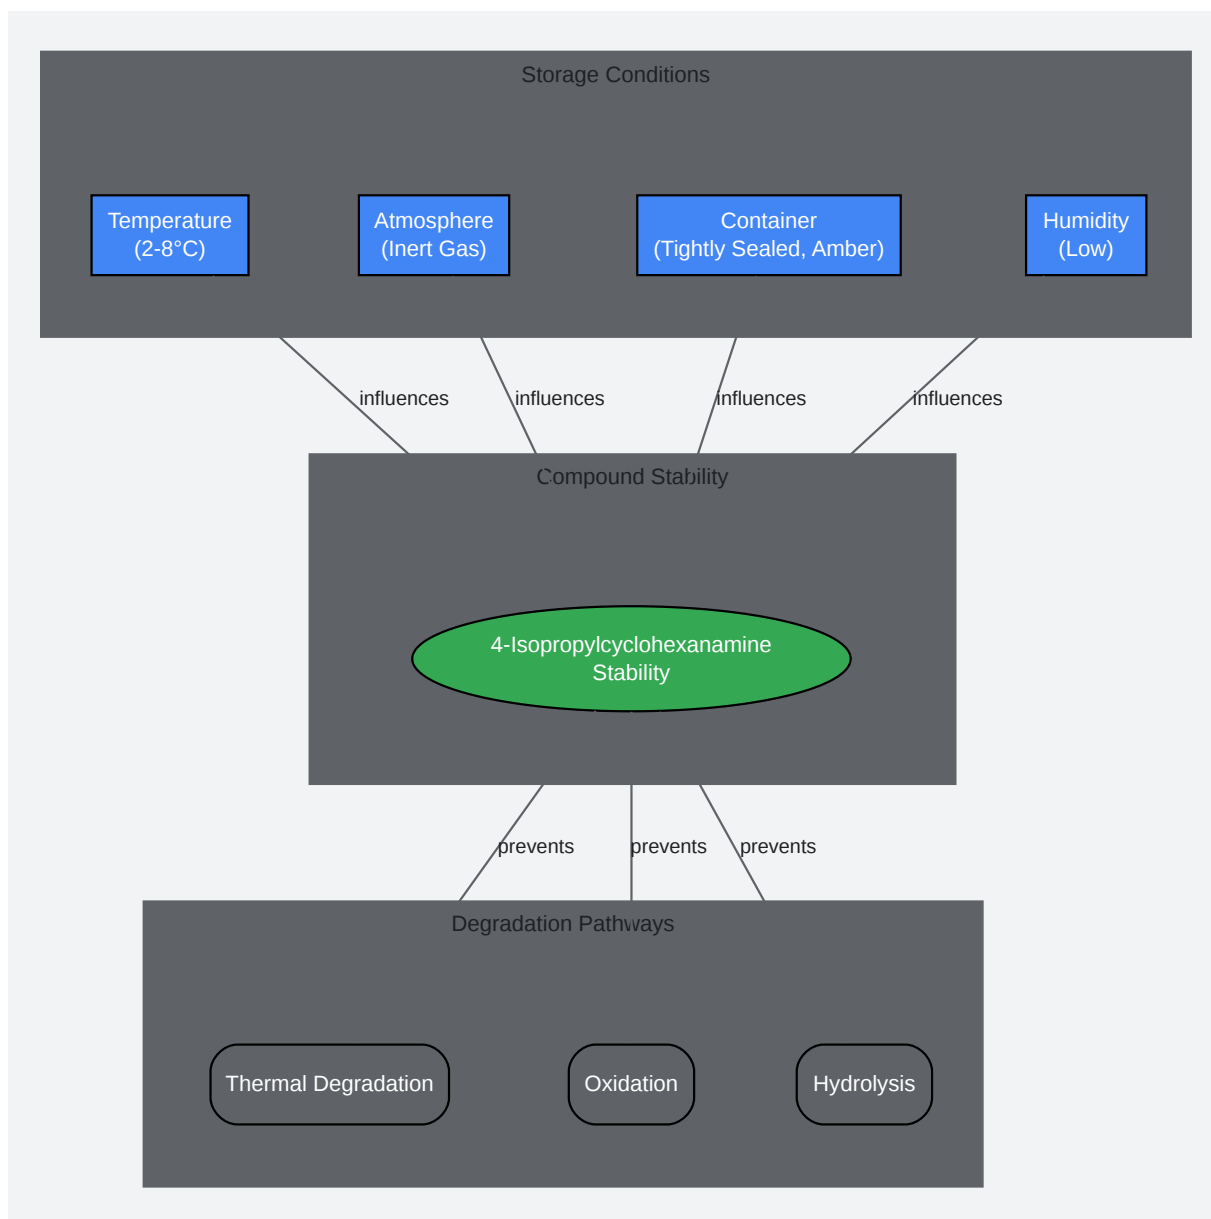 Storage Conditions
Temperature
(2-8°C)
Atmosphere
(Inert Gas)
Container
(Tightly Sealed, Amber)
Humidity
(Low)
influences
influences
influences
influences
Compound Stability
4-Isopropylcyclohexanamine
Stability
prevents
prevents
prevents
Degradation Pathways
Thermal Degradation
Oxidation
Hydrolysis